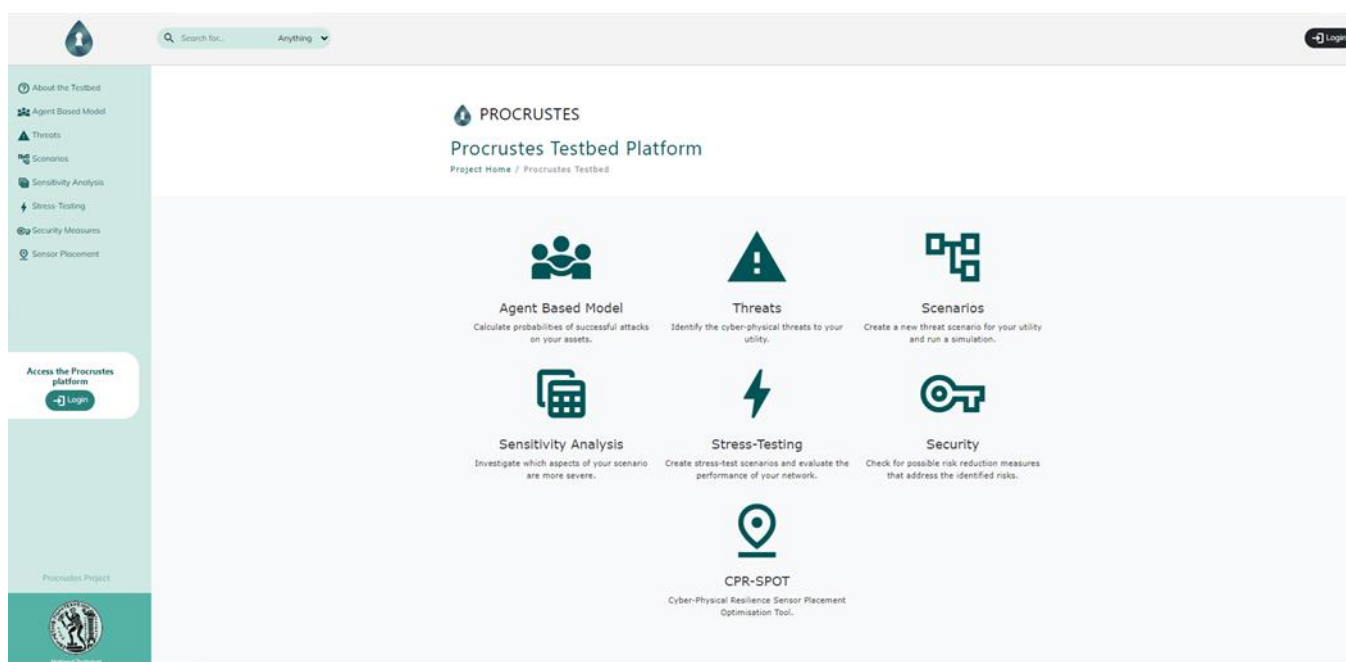 Search for...
Anything
Login
About the Testbed
Agent Based Model
Threats
Scenarios
Sensitivity Analysis
Stress-Testing
Security Measures
Sensor Placement
Access the Procrustes
platform
Login
Procrustes Project
National Technical
PROCRUSTES
Procrustes Testbed Platform
Project Home / Procrustes Testbed
Agent Based Model
Calculate probabilities of successful attacks
on your assets.
Threats
Identify the cyber-physical threats to your
utility.
Scenarios
Create a new threat scenario for your utility
and run a simulation.
Sensitivity Analysis
Investigate which aspects of your scenario
are more severe.
Stress-Testing
Create stress-test scenarios and evaluate the
performance of your network.
Security
Check for possible risk reduction measures
that address the identified risks.
CPR-SPOT
Cyber-Physical Resilience Sensor Placement
Optimisation Tool.